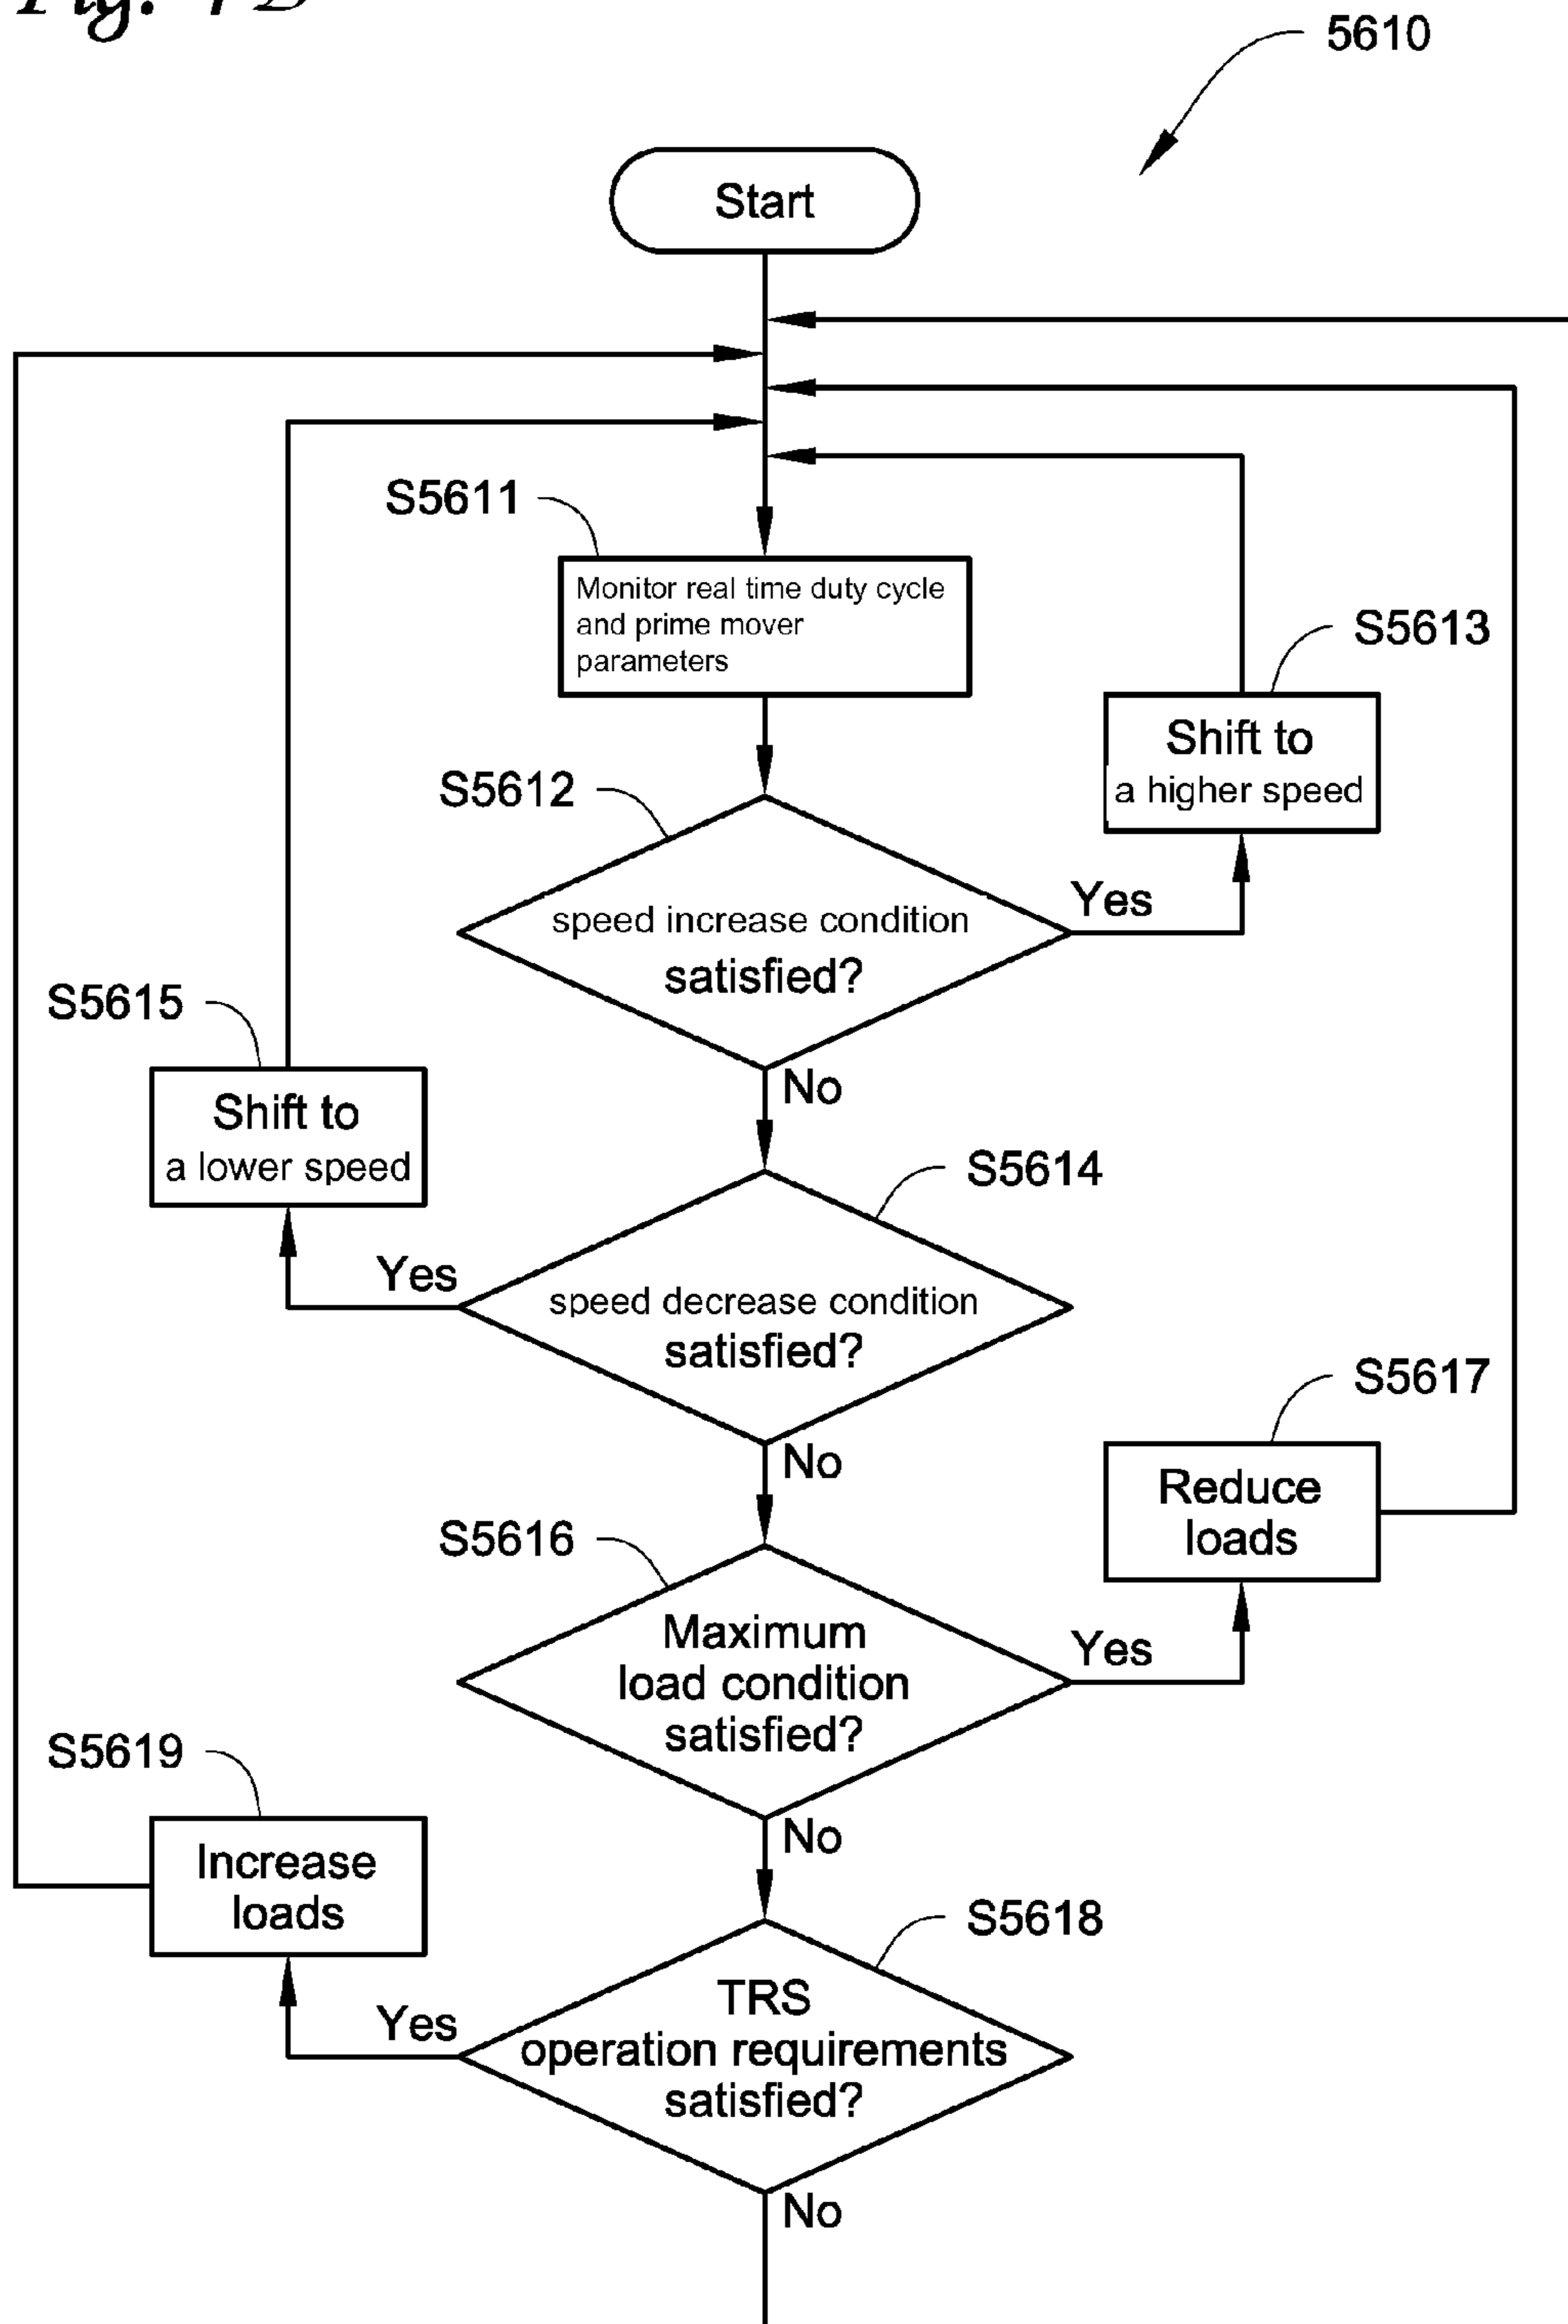 5610
Start
S5611
Monitor real time duty cycle
and prime mover
parameters
S5613
Shift to
a higher speed
S5612
speed increase condition
satisfied?
Yes
No
S5615
Shift to
a lower speed
S5614
speed decrease condition
satisfied?
Yes
No
S5617
Reduce
loads
S5616
Maximum
load condition
satisfied?
Yes
No
S5619
Increase
loads
S5618
TRS
operation requirements
satisfied?
Yes
No